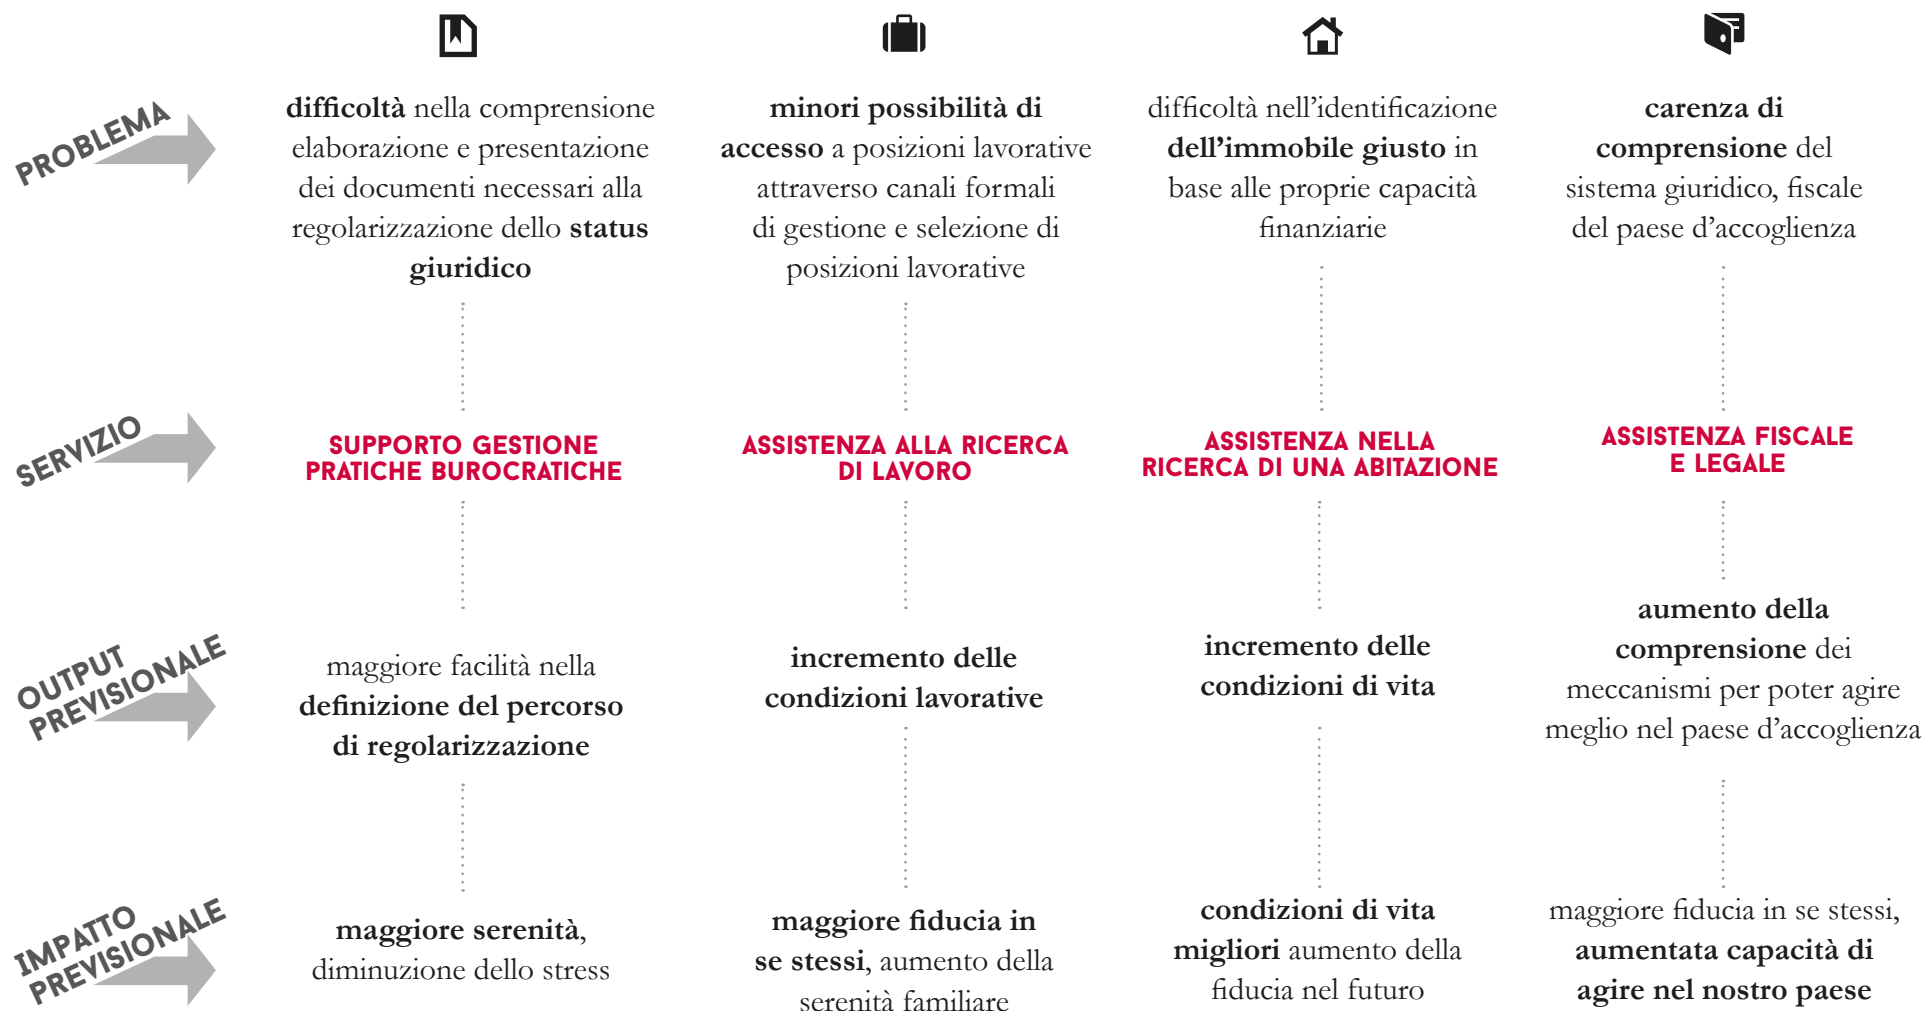 PROBLEMA
difficoltà nella comprensione
elaborazione e presentazione
dei documenti necessari alla
regolarizzazione dello status
giuridico
minori possibilità di
accesso a posizioni lavorative
attraverso canali formali
di gestione e selezione di
posizioni lavorative
difficoltà nell'identificazione
dell'immobile giusto in
base alle proprie capacità
finanziarie
carenza di
comprensione del
sistema giuridico, fiscale
del paese d'accoglienza
SERVIZIO
SUPPORTO GESTIONE
PRATICHE BUROCRATICHE
ASSISTENZA ALLA RICERCA
DI LAVORO
ASSISTENZA NELLA
RICERCA DI UNA ABITAZIONE
ASSISTENZA FISCALE
E LEGALE
OUTPUT
PREVISIONALE
maggiore facilità nella
definizione del percorso
di regolarizzazione
incremento delle
condizioni lavorative
incremento delle
condizioni di vita
aumento della
comprensione dei
meccanismi per poter agire
meglio nel paese d'accoglienza
IMPATTO
PREVISIONALE
maggiore serenità,
diminuzione dello stress
maggiore fiducia in
se stessi, aumento della
serenità familiare
condizioni di vita
migliori aumento della
fiducia nel futuro
maggiore fiducia in se stessi,
aumentata capacità di
agire nel nostro paese